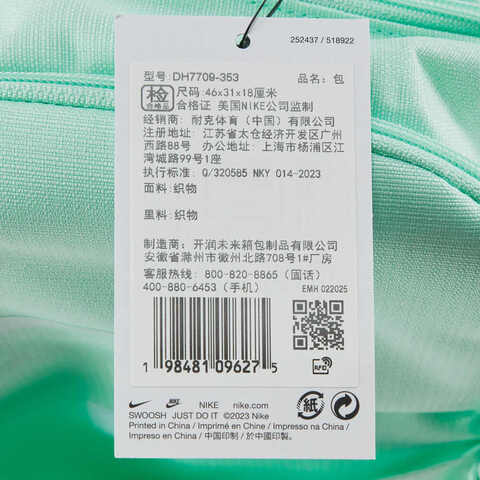 252437 / 518922
型号: DH7709-353 品名: 包
检 合格品 尺码: 46x31x18厘米
合格证 美国NIKE公司监制
经销商: 耐克体育（中国）有限公司
注册地址: 江苏省太仓经济开发区广州
西路88号 办公地址: 上海市杨浦区江
湾城路99号1座
执行标准: Q/320585 NKY 014-2023
面料: 织物
里料: 织物
制造商: 开润未来箱包制品有限公司
安徽省滁州市徽州北路708号1#厂房
客服热线: 800-820-8865（固话）
400-880-6453（手机） EMH 022025
1 98481 09627 5
RFID
NIKE nike.com
SWOOSH JUST DO IT ©2023 Nike
Printed in China / Imprimé en Chine / Impresso na China /
Impreso en China / 中国印制 / 於中國印製。
紙